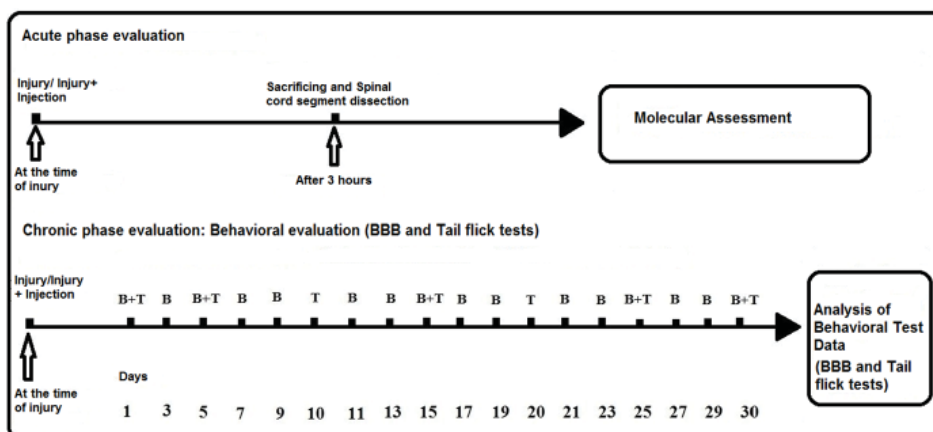 Acute phase evaluation
Injury/ Injury+
Injection
Sacrificing and Spinal
cord segment dissection
Molecular Assessment
At the time
of inury
After 3 hours
Chronic phase evaluation: Behavioral evaluation (BBB and Tail flick tests)
Injury/Injury
+ Injection
B+T B B+T B B T B B B+T B B T B B B+T B B B+T
Analysis of
Behavioral Test
Data
(BBB and Tail
flick tests)
At the time
of injury
Days
1 3 5 7 9 10 11 13 15 17 19 20 21 23 25 27 29 30